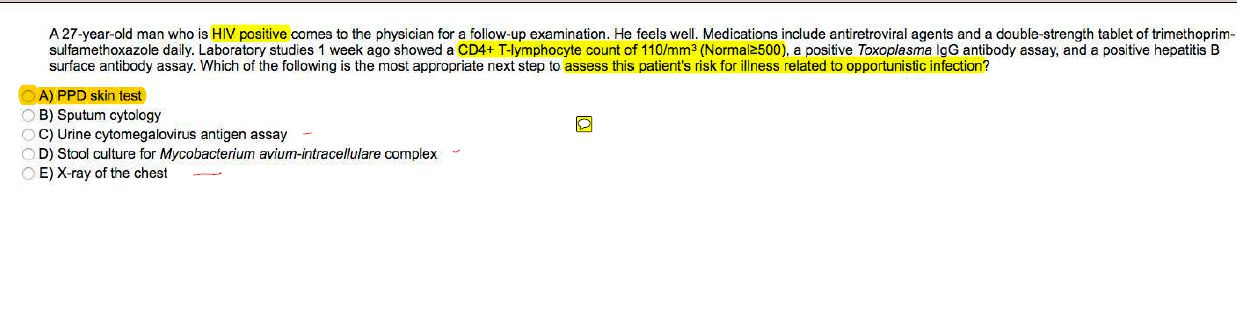 A 27-year-old man who is HIV positive comes to the physician for a follow-up examination. He feels well. Medications include antiretroviral agents and a double-strength tablet of trimethoprim-
sulfamethoxazole daily. Laboratory studies 1 week ago showed a CD4+ T-lymphocyte count of 110/mm³ (Normal≥500), a positive Toxoplasma IgG antibody assay, and a positive hepatitis B
surface antibody assay. Which of the following is the most appropriate next step to assess this patient's risk for illness related to opportunistic infection?
A) PPD skin test
B) Sputum cytology
C) Urine cytomegalovirus antigen assay
D) Stool culture for Mycobacterium avium-intracellulare complex
E) X-ray of the chest